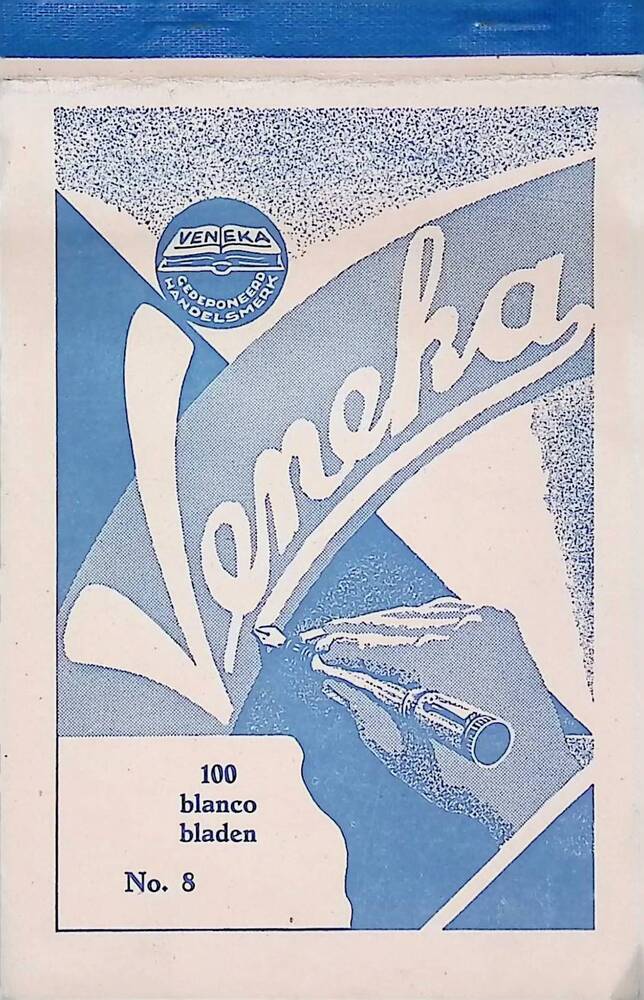 VENEKA
GEDEPONEERD
HANDELSMERK
Veneka
100
blanco
bladen
No. 8